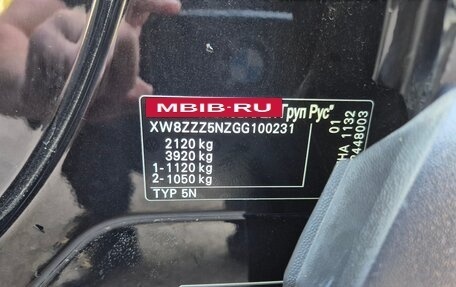 MBIB-RU
Груп Рус"
XW8ZZZ5NZGG100231
2120 kg
3920 kg
1-1120 kg
2-1050 kg
TYP 5N
01
HA 1132
2448003